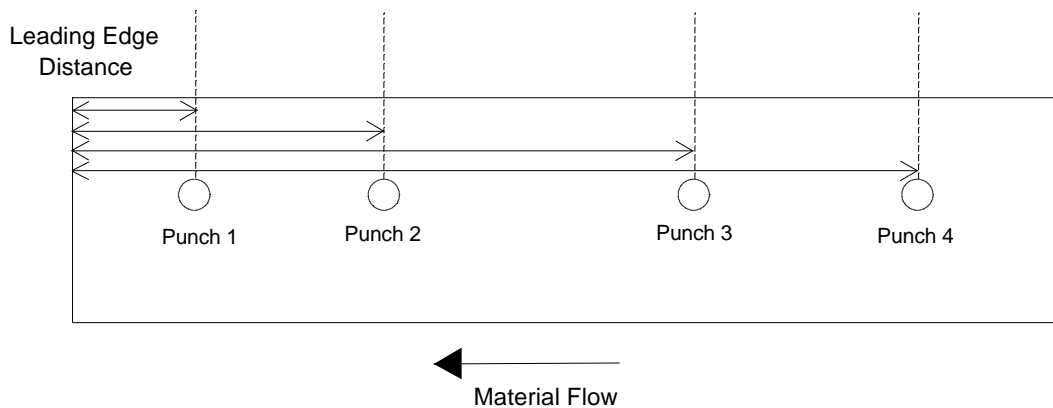 Leading Edge
Distance
Punch 1
Punch 2
Punch 3
Punch 4
Material Flow